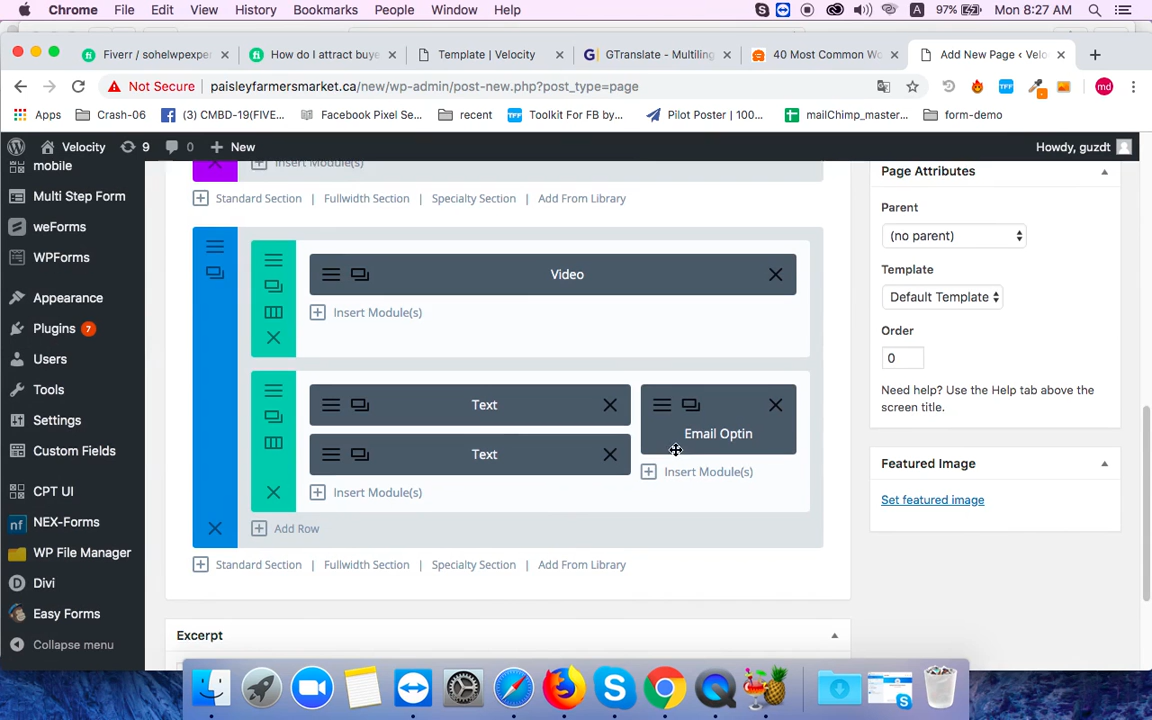 Chrome File Edit View History Bookmarks People Window Help A 97% Mon 8:27 AM
Fiverr / sohelwpexper How do I attract buye Template | Velocity GTranslate - Multiling 40 Most Common Wo Add New Page ‹ Velo
Not Secure paisleyfarmersmarket.ca/new/wp-admin/post-new.php?post_type=page TFF md
Apps Crash-06 (3) CMBD-19(FIVE... Facebook Pixel Se... recent TFF Toolkit For FB by... Pilot Poster | 100... mailChimp_master... form-demo
Velocity 9 0 New Howdy, guzdt
mobile
Multi Step Form
weForms
WPForms
Appearance
Plugins 7
Users
Tools
Settings
Custom Fields
CPT UI
nf NEX-Forms
WP File Manager
Divi
Easy Forms
Collapse menu
Insert Module(s)
Standard Section | Fullwidth Section | Specialty Section | Add From Library
Video
Insert Module(s)
Text
Text
Insert Module(s)
Email Optin
Insert Module(s)
Add Row
Standard Section | Fullwidth Section | Specialty Section | Add From Library
Excerpt
Page Attributes
Parent
(no parent)
Template
Default Template
Order
0
Need help? Use the Help tab above the
screen title.
Featured Image
Set featured image